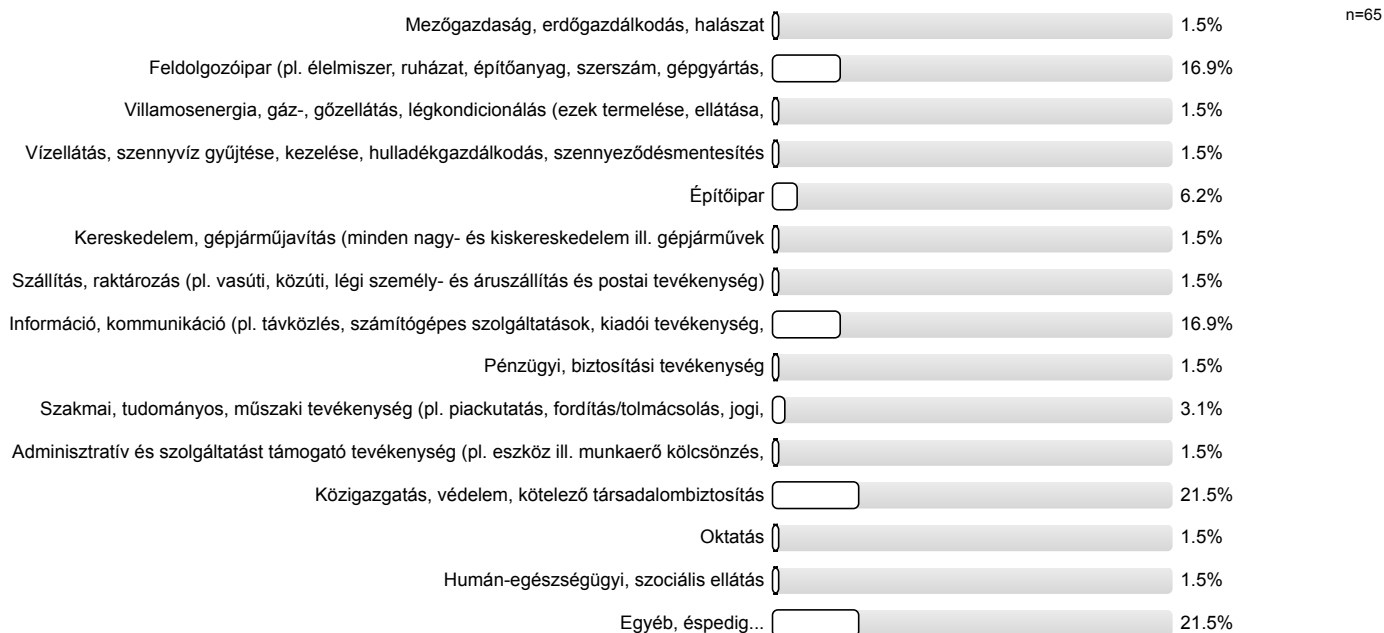 n=65
Mezőgazdaság, erdőgazdálkodás, halászat 1.5%
Feldolgozóipar (pl. élelmiszer, ruházat, építőanyag, szerszám, gépgyártás, 16.9%
Villamosenergia, gáz-, gőzellátás, légkondicionálás (ezek termelése, ellátása, 1.5%
Vízellátás, szennyvíz gyűjtése, kezelése, hulladékgazdálkodás, szennyeződésmentesítés 1.5%
Építőipar 6.2%
Kereskedelem, gépjárműjavítás (minden nagy- és kiskereskedelem ill. gépjárművek 1.5%
Szállítás, raktározás (pl. vasúti, közúti, légi személy- és áruszállítás és postai tevékenység) 1.5%
Információ, kommunikáció (pl. távközlés, számítógépes szolgáltatások, kiadói tevékenység, 16.9%
Pénzügyi, biztosítási tevékenység 1.5%
Szakmai, tudományos, műszaki tevékenység (pl. piackutatás, fordítás/tolmácsolás, jogi, 3.1%
Adminisztratív és szolgáltatást támogató tevékenység (pl. eszköz ill. munkaerő kölcsönzés, 1.5%
Közigazgatás, védelem, kötelező társadalombiztosítás 21.5%
Oktatás 1.5%
Humán-egészségügyi, szociális ellátás 1.5%
Egyéb, éspedig... 21.5%